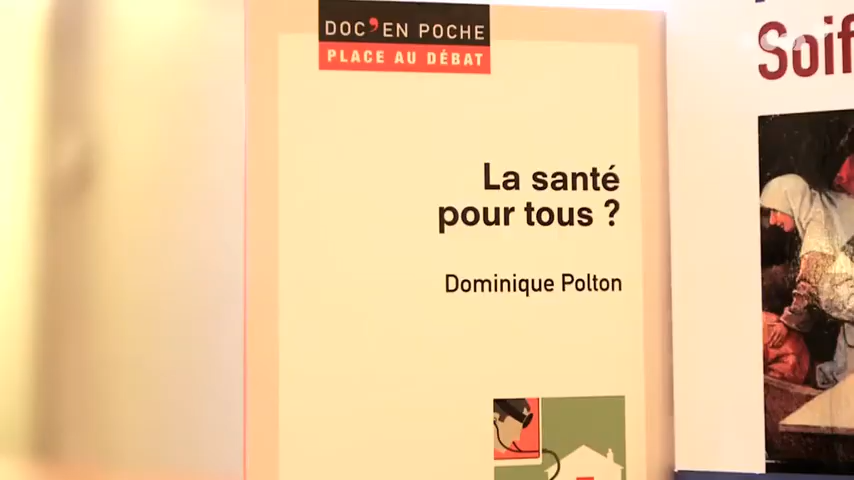 DOC'EN POCHE
PLACE AU DÉBAT
La santé
pour tous ?
Dominique Polton
Soif